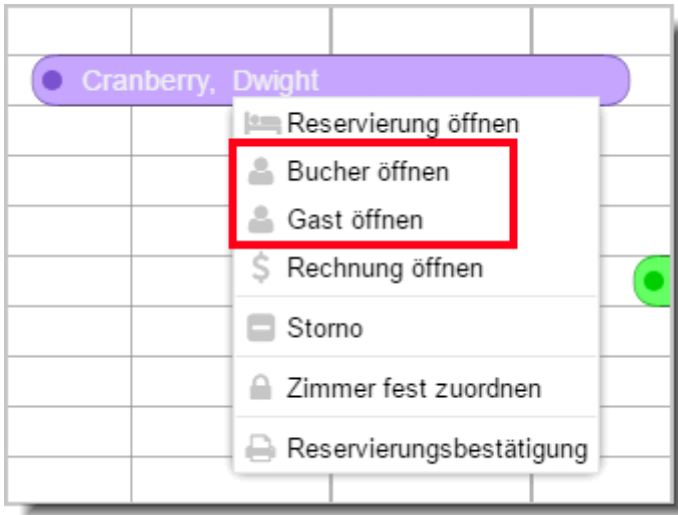 Cranberry, Dwight
Reservierung öffnen
Bucher öffnen
Gast öffnen
$ Rechnung öffnen
Storno
Zimmer fest zuordnen
Reservierungsbestätigung